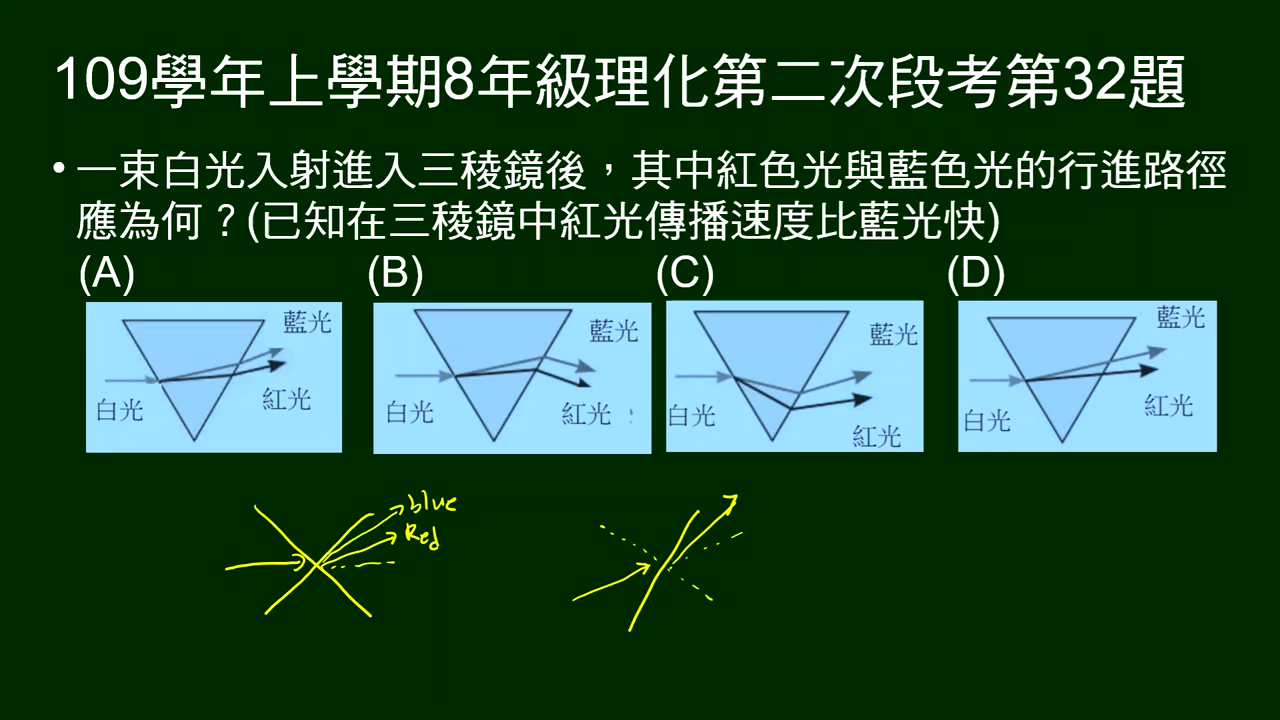 109學年上學期8年級理化第二次段考第32題
•一束白光入射進入三稜鏡後，其中紅色光與藍色光的行進路徑
應為何？(已知在三稜鏡中紅光傳播速度比藍光快)
(A) (B) (C) (D)
藍光
白光
紅光
藍光
白光
紅光
藍光
白光
紅光
藍光
白光
紅光
blue
Red